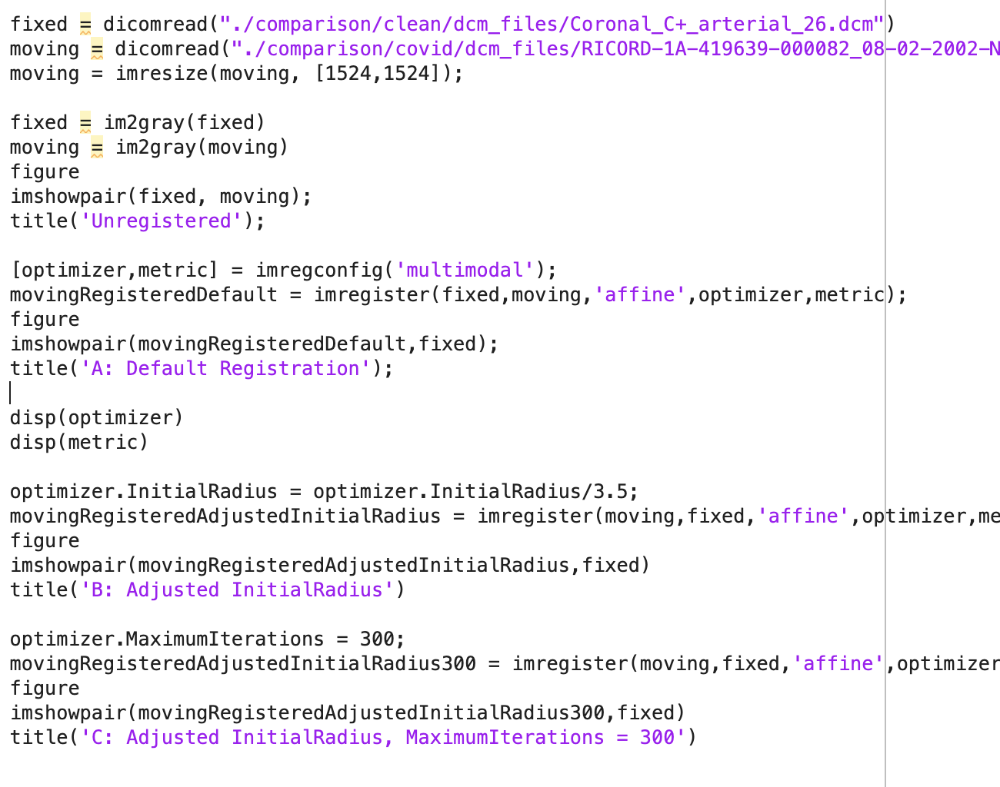 fixed = dicomread("./comparison/clean/dcm_files/Coronal_C+_arterial_26.dcm")
moving = dicomread("./comparison/covid/dcm_files/RICORD-1A-419639-000082_08-02-2002-N
moving = imresize(moving, [1524,1524]);
fixed = im2gray(fixed)
moving = im2gray(moving)
figure
imshowpair(fixed, moving);
title('Unregistered');
[optimizer,metric] = imregconfig('multimodal');
movingRegisteredDefault = imregister(fixed,moving,'affine',optimizer,metric);
figure
imshowpair(movingRegisteredDefault,fixed);
title('A: Default Registration');
disp(optimizer)
disp(metric)
optimizer.InitialRadius = optimizer.InitialRadius/3.5;
movingRegisteredAdjustedInitialRadius = imregister(moving,fixed,'affine',optimizer,me
figure
imshowpair(movingRegisteredAdjustedInitialRadius,fixed)
title('B: Adjusted InitialRadius')
optimizer.MaximumIterations = 300;
movingRegisteredAdjustedInitialRadius300 = imregister(moving,fixed,'affine',optimizer
figure
imshowpair(movingRegisteredAdjustedInitialRadius300,fixed)
title('C: Adjusted InitialRadius, MaximumIterations = 300')